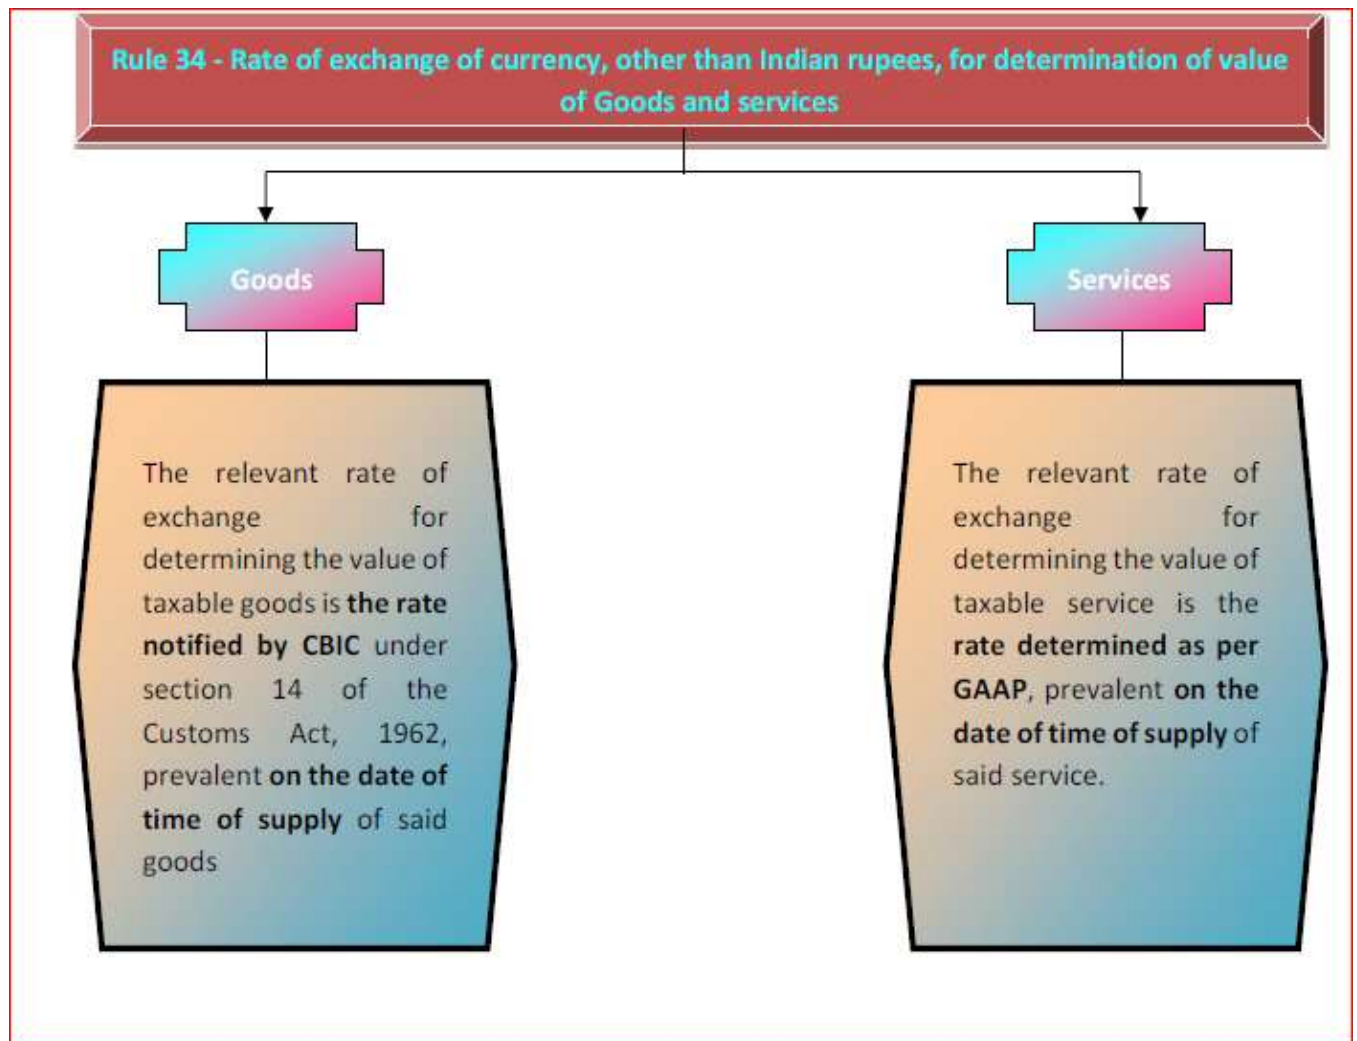 Rule 34 - Rate of exchange of currency, other than Indian rupees, for determination of value
of Goods and services
Goods
Services
The relevant rate of
exchange for
determining the value of
taxable goods is the rate
notified by CBIC under
section 14 of the
Customs Act, 1962,
prevalent on the date of
time of supply of said
goods
The relevant rate of
exchange for
determining the value of
taxable service is the
rate determined as per
GAAP, prevalent on the
date of time of supply of
said service.